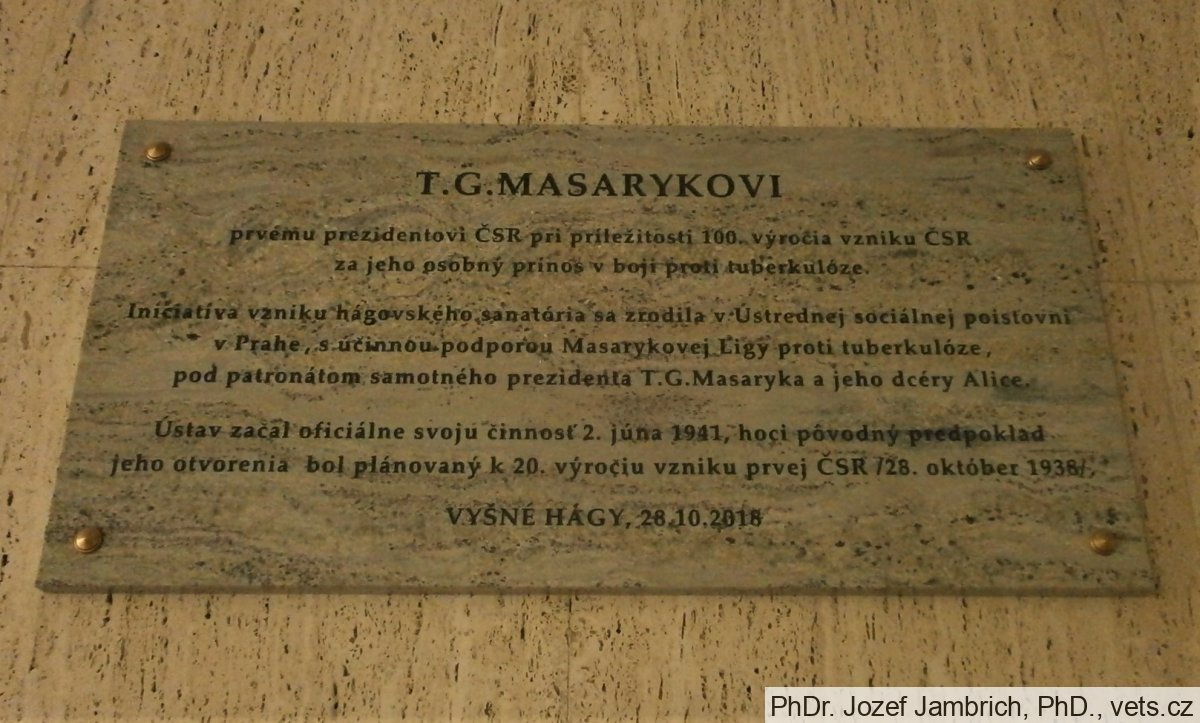 T.G.MASARYKOVI
prvému prezidentovi ČSR pri príležitosti 100. výročia vzniku ČSR
za jeho osobný prínos v boji proti tuberkulóze.
Iniciatíva vzniku hágovského sanatória sa zrodila v Ústrednej sociálnej poisťovni
v Prahe, s účinnou podporou Masarykovej Ligy proti tuberkulóze,
pod patronátom samotného prezidenta T.G.Masaryka a jeho dcéry Alice.
Ústav začal oficiálne svoju činnosť 2. júna 1941, hoci pôvodný predpoklad
jeho otvorenia bol plánovaný k 20. výročiu vzniku prvej ČSR /28. október 1938/.
VYŠNÉ HÁGY, 28.10.2018
PhDr. Jozef Jambrich, PhD., vets.cz